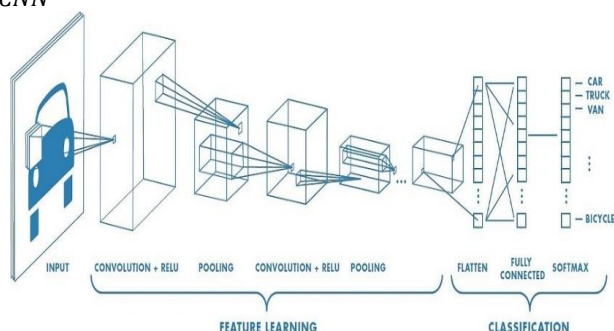 CNN
CAR
TRUCK
VAN
BICYCLE
INPUT
CONVOLUTION + RELU
POOLING
CONVOLUTION + RELU
POOLING
FLATTEN
FULLY
CONNECTED
SOFTMAX
FEATURE LEARNING
CLASSIFICATION